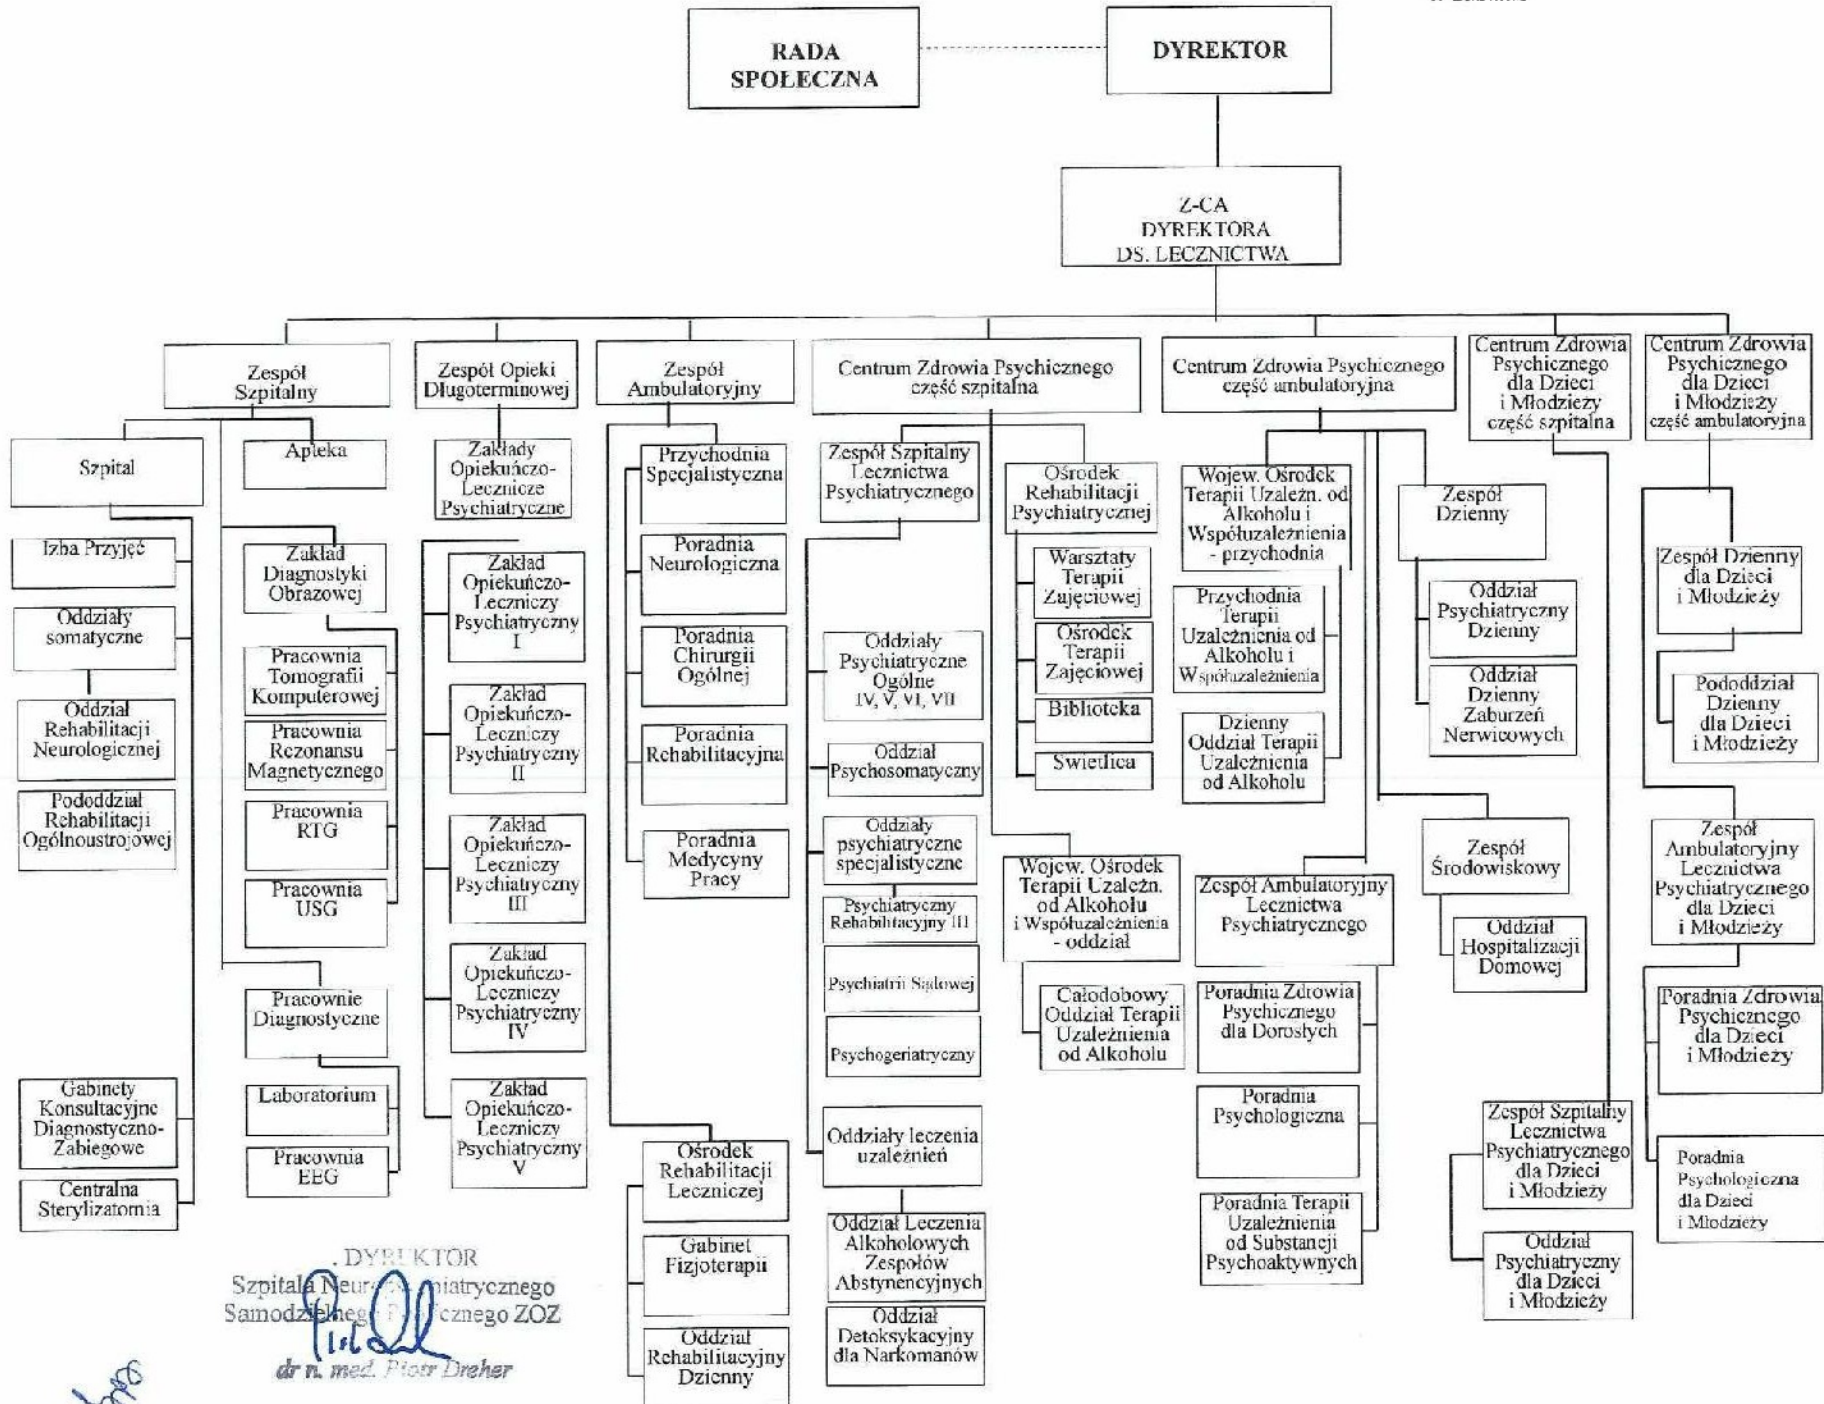 RADA
SPOŁECZNA
DYREKTOR
Z-CA
DYREKTORA
DS. LECZNICTWA
Zespół
Szpitalny
Zespół Opieki
Długoterminowej
Zespół
Ambulatoryjny
Centrum Zdrowia Psychicznego
część szpitalna
Centrum Zdrowia Psychicznego
część ambulatoryjna
Centrum Zdrowia
Psychicznego
dla Dzieci
i Młodzieży
część szpitalna
Centrum Zdrowia
Psychicznego
dla Dzieci
i Młodzieży
część ambulatoryjna
Szpital
Izba Przyjęć
Oddziały
somatyczne
Oddział
Rehabilitacji
Neurologicznej
Pododdział
Rehabilitacji
Ogólnoustrojowej
Gabinety
Konsultacyjne
Diagnostyczno-
Zabiegowe
Centralna
Sterylizatornia
Apteka
Zakład
Diagnostyki
Obrazowej
Pracownia
Tomografii
Komputerowej
Pracownia
Rezonansu
Magnetycznego
Pracownia
RTG
Pracownia
USG
Pracownie
Diagnostyczne
Laboratorium
Pracownia
EEG
Zakłady
Opiekuńczo-
Lecznicze
Psychiatryczne
Zakład
Opiekuńczo-
Leczniczy
Psychiatryczny
I
Zakład
Opiekuńczo-
Leczniczy
Psychiatryczny
II
Zakład
Opiekuńczo-
Leczniczy
Psychiatryczny
III
Zakład
Opiekuńczo-
Leczniczy
Psychiatryczny
IV
Zakład
Opiekuńczo-
Leczniczy
Psychiatryczny
V
Przychodnia
Specjalistyczna
Poradnia
Neurologiczna
Poradnia
Chirurgii
Ogólnej
Poradnia
Rehabilitacyjna
Poradnia
Medycyny
Pracy
Ośrodek
Rehabilitacji
Leczniczej
Gabinet
Fizjoterapii
Oddział
Rehabilitacyjny
Dzienny
Zespół Szpitalny
Lecznictwa
Psychiatrycznego
Oddziały
Psychiatryczne
Ogólne
IV, V, VI, VII
Oddział
Psychosomatyczny
Oddziały
psychiatryczne
specjalistyczne
Psychiatryczny
Rehabilitacyjny III
Psychiatrii Sądowej
Psychogeriatryczny
Oddziały leczenia
uzależnień
Oddział Leczenia
Alkoholowych
Zespołów
Abstynencyjnych
Oddział
Detoksykacyjny
dla Narkomanów
Ośrodek
Rehabilitacji
Psychiatrycznej
Warsztaty
Terapii
Zajęciowej
Ośrodek
Terapii
Zajęciowej
Biblioteka
Swietlica
Wojew. Ośrodek
Terapii Uzależn.
od Alkoholu
i Współuzależnienia
- oddział
Całodobowy
Oddział Terapii
Uzależnienia
od Alkoholu
Wojew. Ośrodek
Terapii Uzależn. od
Alkoholu i
Współuzależnienia
- przychodnia
Przychodnia
Terapii
Uzależnienia od
Alkoholu i
Współuzależnienia
Dzienny
Oddział Terapii
Uzależnienia
od Alkoholu
Zespół Ambulatoryjny
Lecznictwa
Psychiatrycznego
Poradnia Zdrowia
Psychicznego
dla Dorosłych
Poradnia
Psychologiczna
Poradnia Terapii
Uzależnienia
od Substancji
Psychoaktywnych
Zespół
Dzienny
Oddział
Psychiatryczny
Dzienny
Oddział
Dzienny
Zaburzeń
Nerwicowych
Zespół
Środowiskowy
Oddział
Hospitalizacji
Domowej
Zespół Szpitalny
Lecznictwa
Psychiatrycznego
dla Dzieci
i Młodzieży
Oddział
Psychiatryczny
dla Dzieci
i Młodzieży
Zespół Dzienny
dla Dzieci
i Młodzieży
Pododdział
Dzienny
dla Dzieci
i Młodzieży
Zespół
Ambulatoryjny
Lecznictwa
Psychiatrycznego
dla Dzieci
i Młodzieży
Poradnia Zdrowia
Psychicznego
dla Dzieci
i Młodzieży
Poradnia
Psychologiczna
dla Dzieci
i Młodzieży
DYREKTOR
Szpitala
Samodzielnego ZOZ
dr n. med. Piotr Dreher